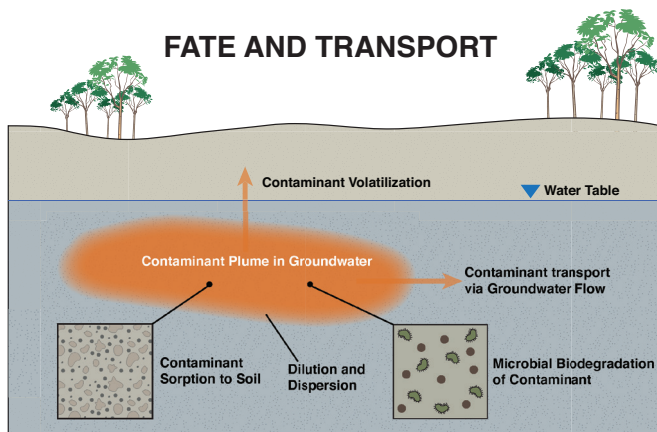 FATE AND TRANSPORT
Contaminant Volatilization
Water Table
Contaminant Plume in Groundwater
Contaminant transport
via Groundwater Flow
Contaminant
Sorption to Soil
Dilution and
Dispersion
Microbial Biodegradation
of Contaminant